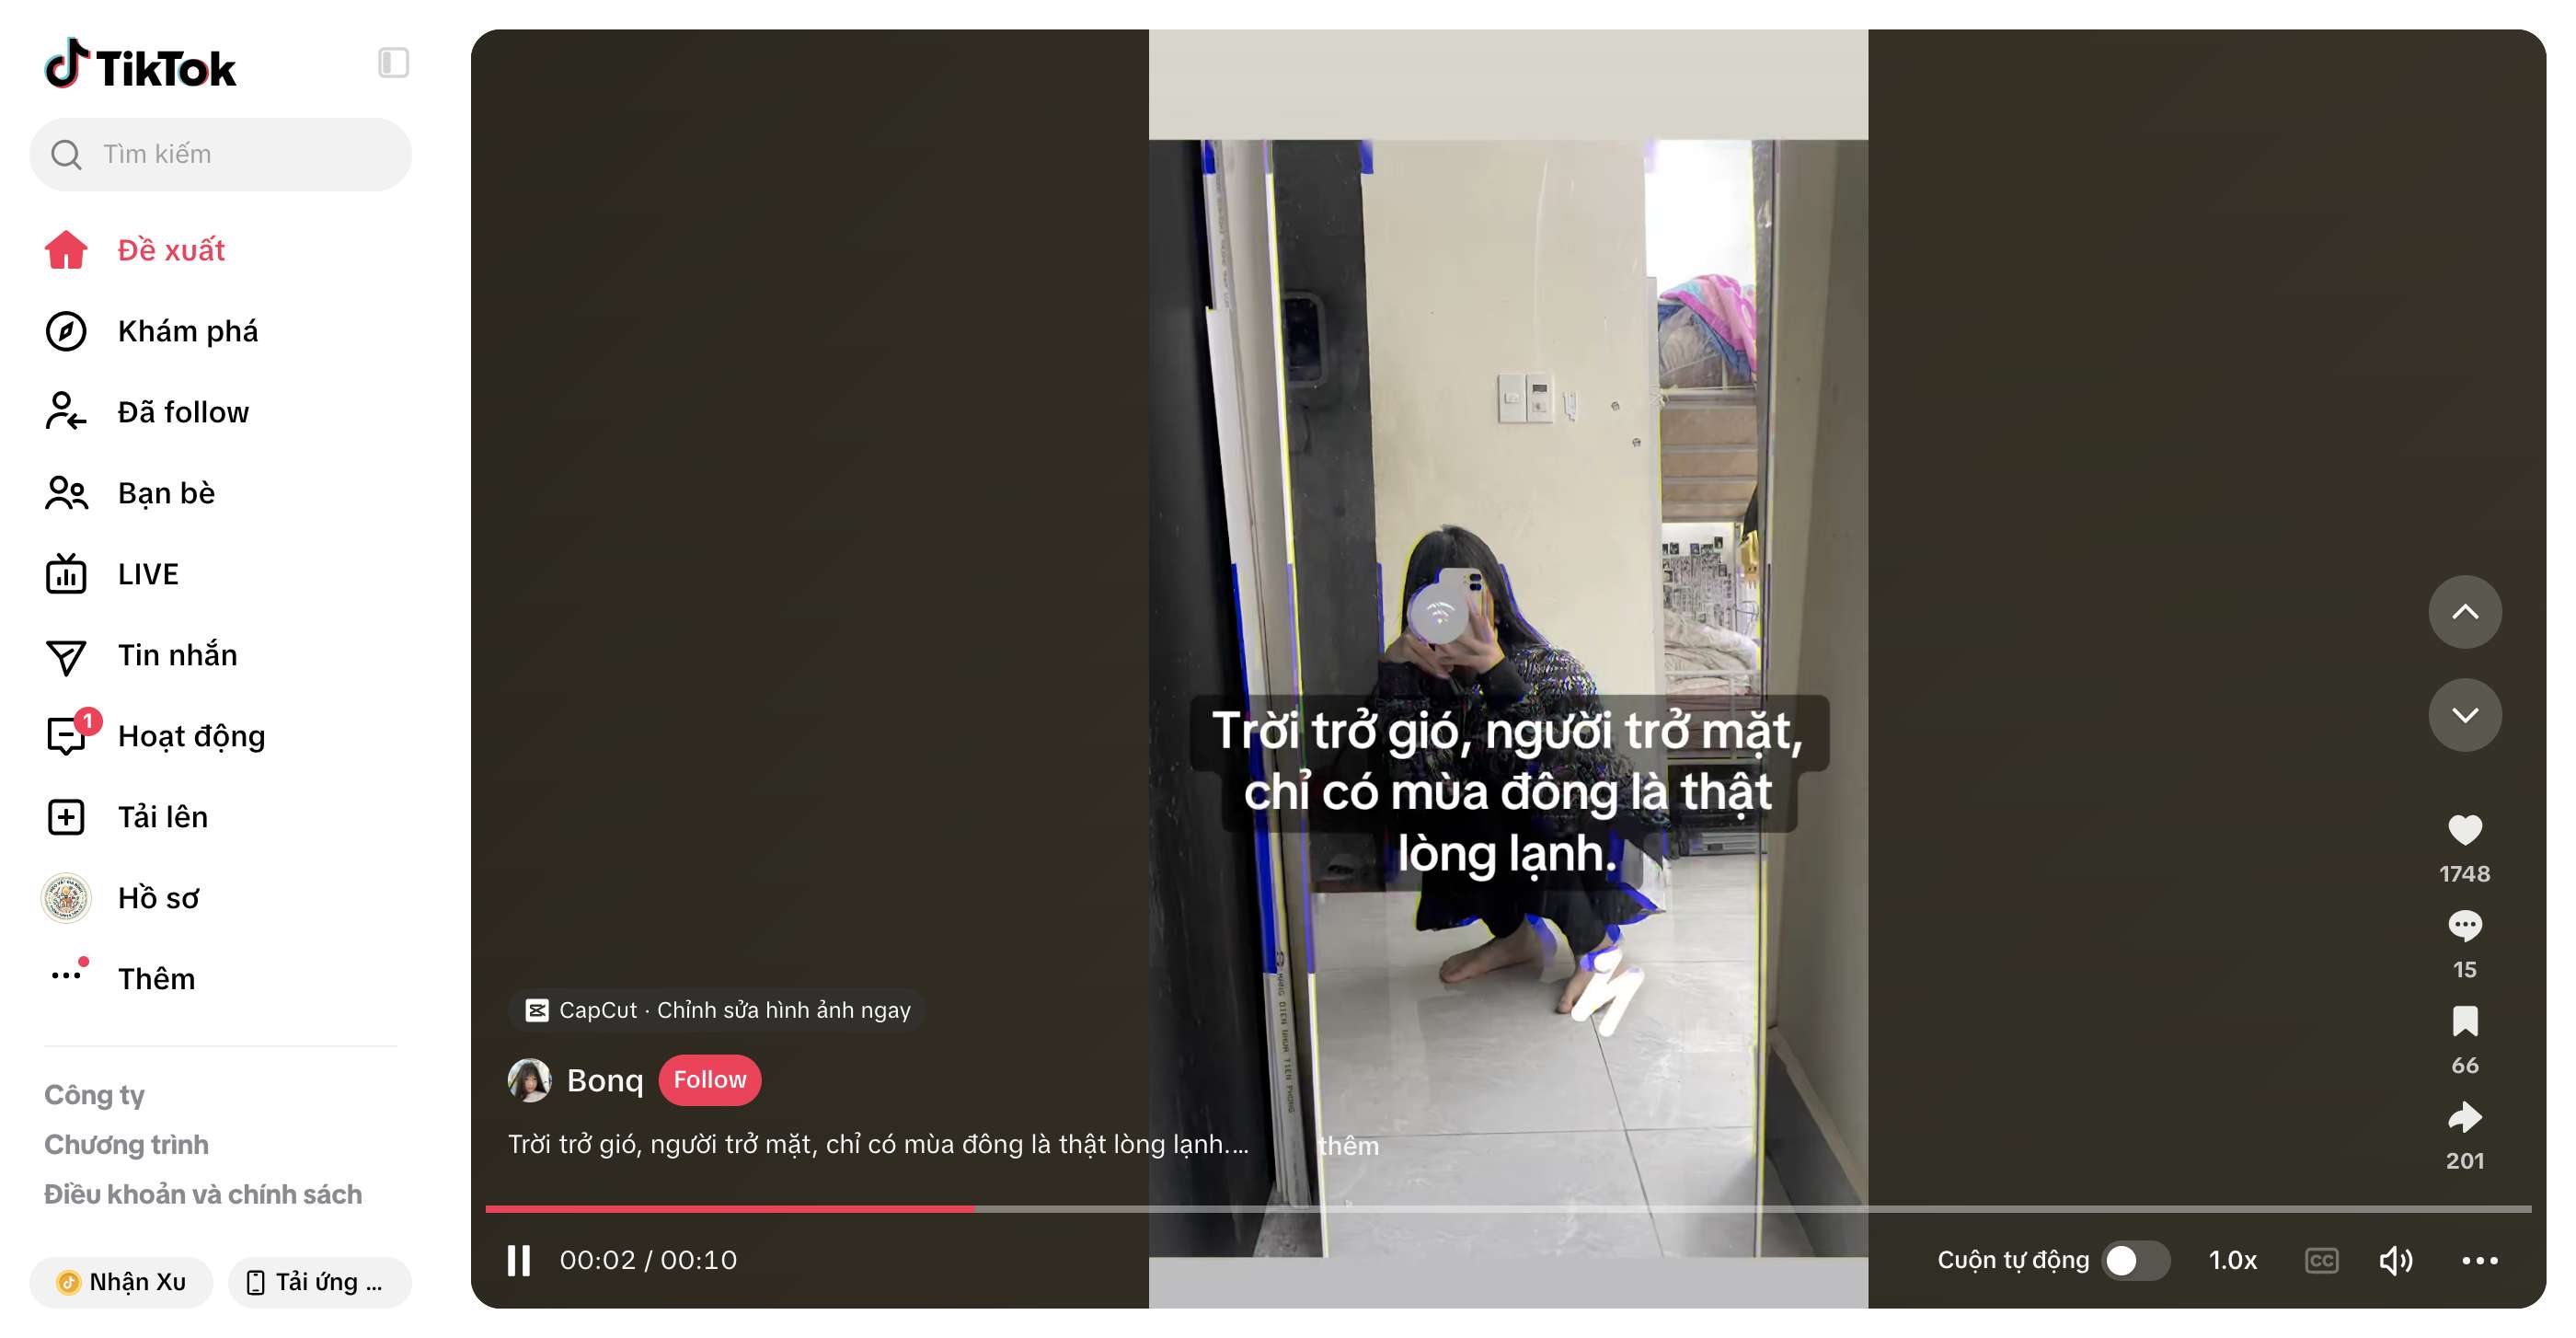 TikTok
Tìm kiếm
Đề xuất
Khám phá
Đã follow
Bạn bè
LIVE
Tin nhắn
1
Hoạt động
Tải lên
Hồ sơ
Thêm
Công ty
Chương trình
Điều khoản và chính sách
Nhận Xu
Tải ứng ...
Trời trở gió, người trở mặt,
chỉ có mùa đông là thật
lòng lạnh.
CapCut · Chỉnh sửa hình ảnh ngay
Bonq
Follow
Trời trở gió, người trở mặt, chỉ có mùa đông là thật lòng lạnh....
thêm
00:02 / 00:10
1748
15
66
201
Cuộn tự động
1.0x
CC